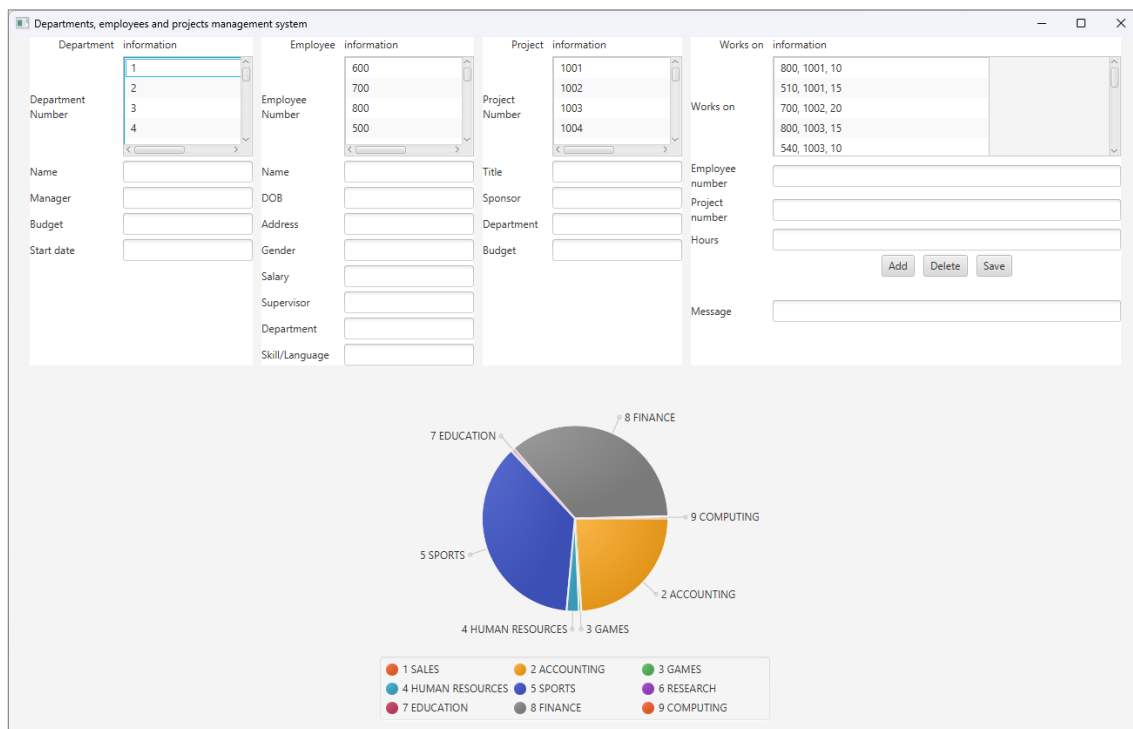 Departments, employees and projects management system
Department information
Department Number
1
2
3
4
Name
Manager
Budget
Start date
Employee information
Employee Number
600
700
800
500
Name
DOB
Address
Gender
Salary
Supervisor
Department
Skill/Language
Project information
Project Number
1001
1002
1003
1004
Title
Sponsor
Department
Budget
Works on information
Works on
800, 1001, 10
510, 1001, 15
700, 1002, 20
800, 1003, 15
540, 1003, 10
Employee number
Project number
Hours
Add Delete Save
Message
8 FINANCE
7 EDUCATION
9 COMPUTING
5 SPORTS
2 ACCOUNTING
4 HUMAN RESOURCES
3 GAMES
1 SALES 2 ACCOUNTING 3 GAMES
4 HUMAN RESOURCES 5 SPORTS 6 RESEARCH
7 EDUCATION 8 FINANCE 9 COMPUTING